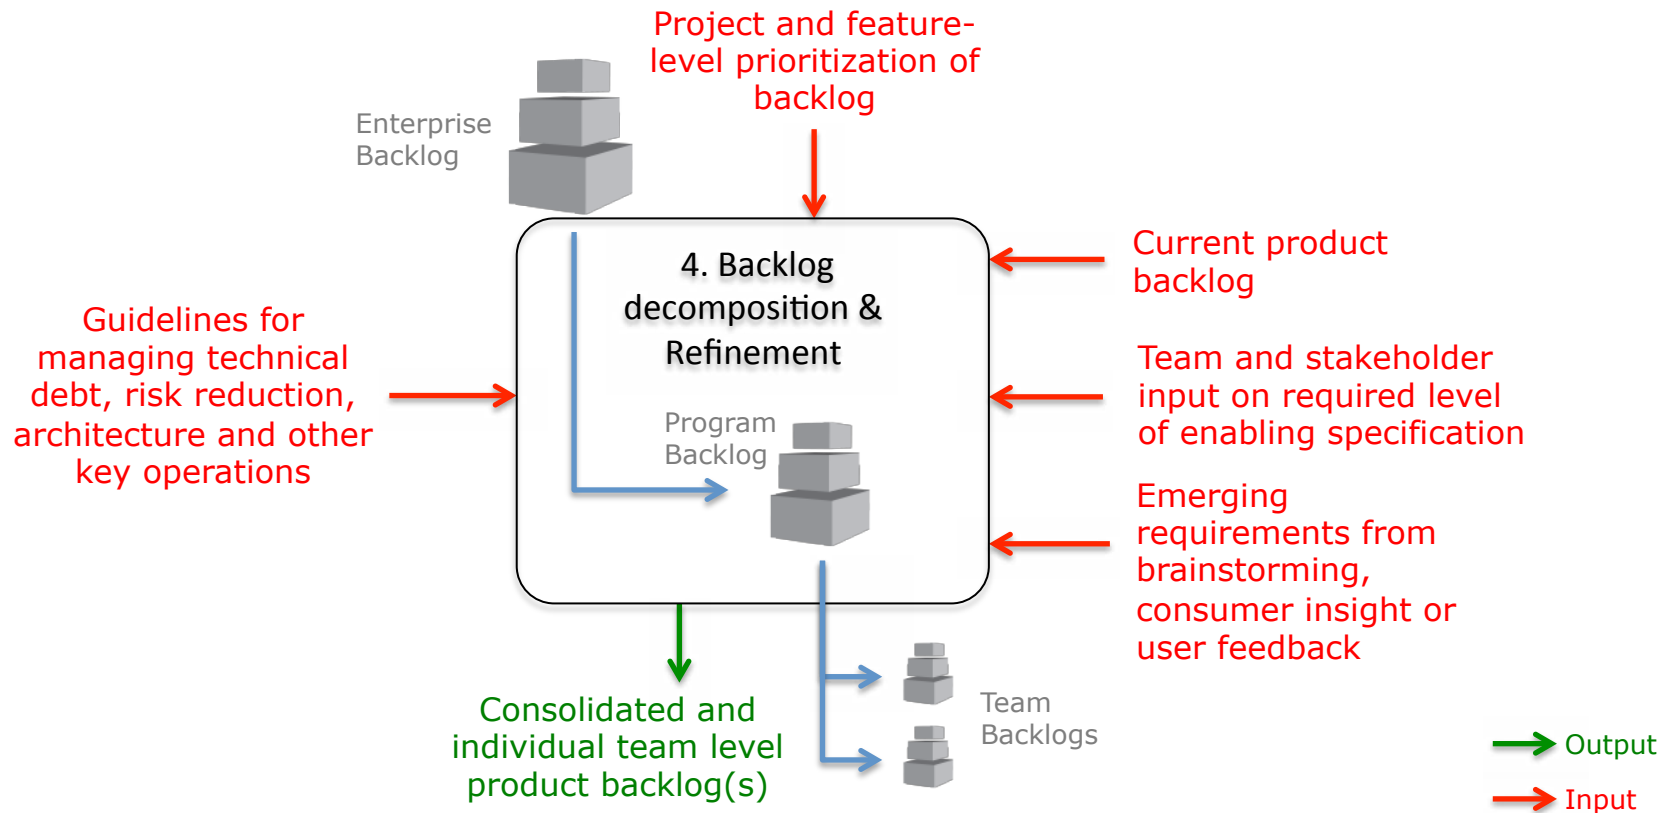 Project and feature-
level prioritization of
backlog
Enterprise
Backlog
4. Backlog
decomposition &
Refinement
Current product
backlog
Guidelines for
managing technical
debt, risk reduction,
architecture and other
key operations
Team and stakeholder
input on required level
of enabling specification
Program
Backlog
Emerging
requirements from
brainstorming,
consumer insight or
user feedback
Consolidated and
individual team level
product backlog(s)
Team
Backlogs
Output
Input